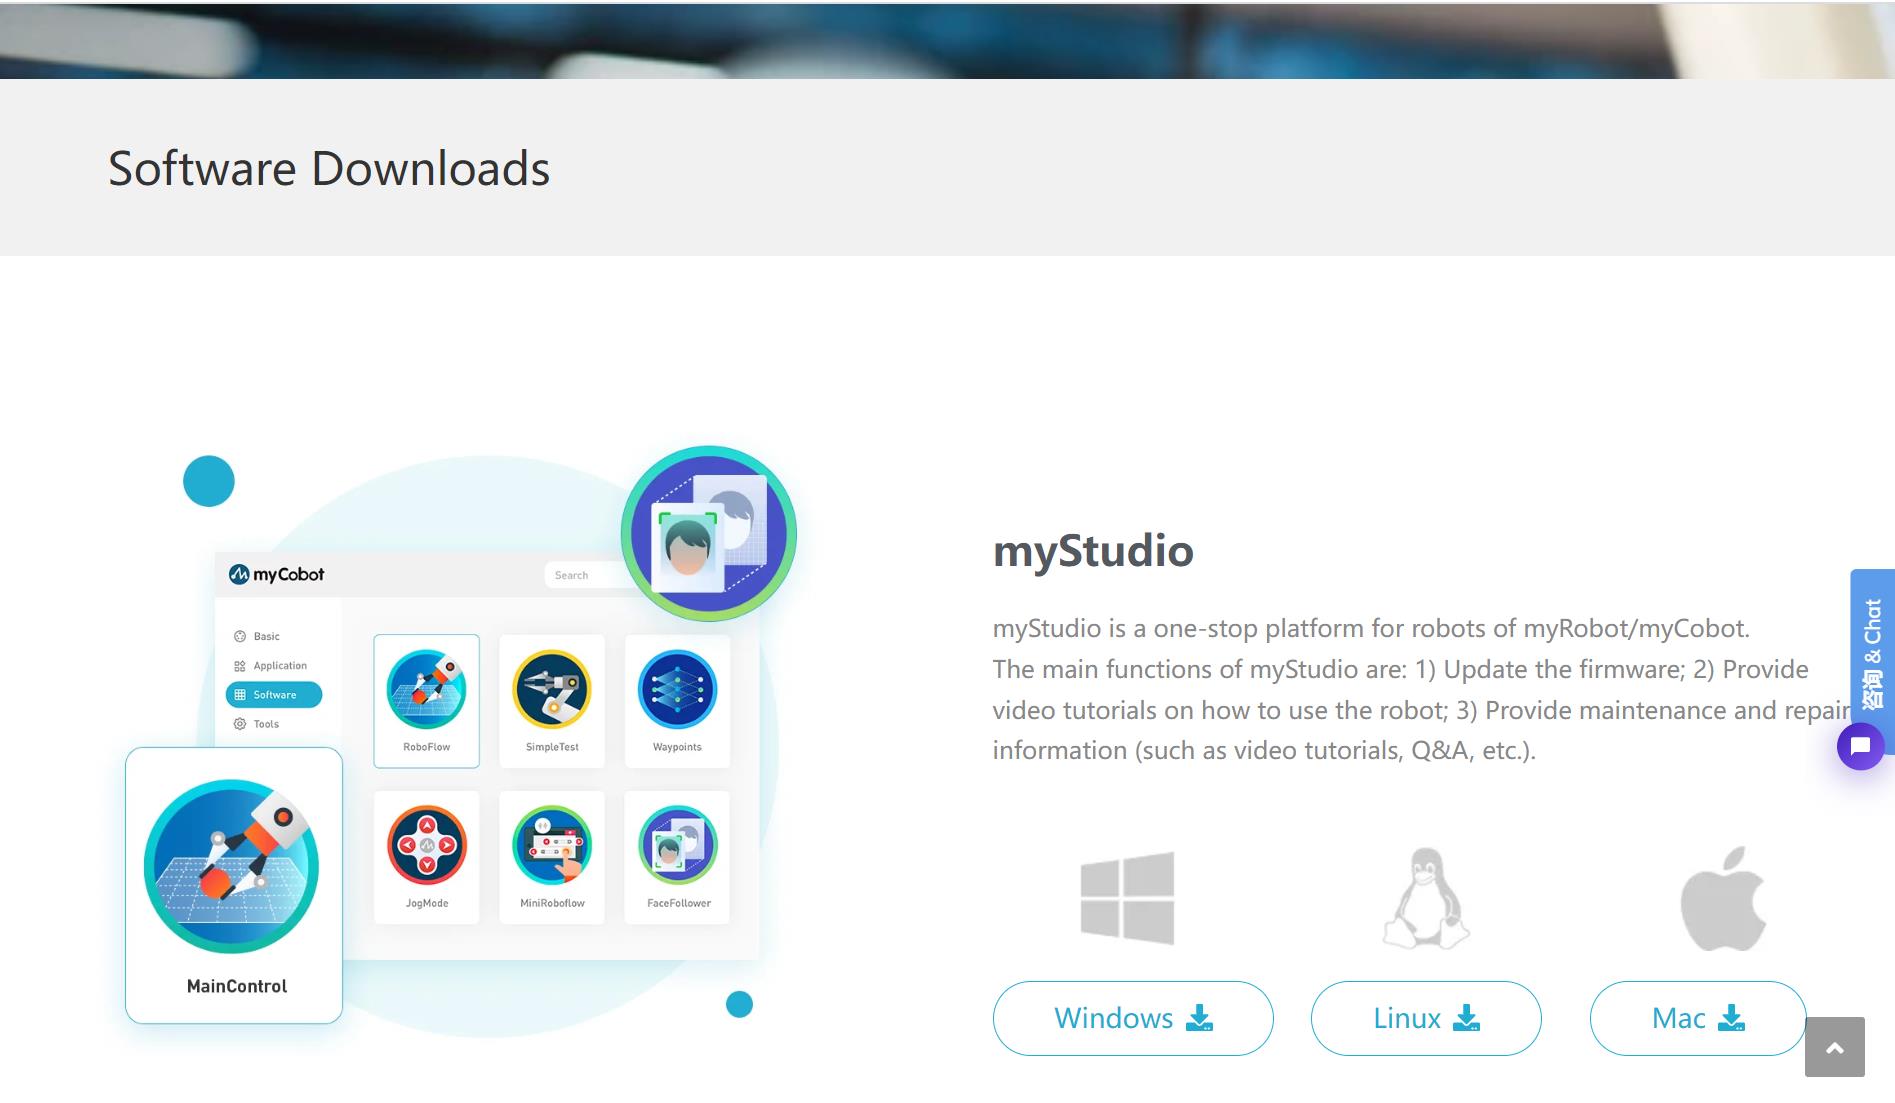 Software Downloads
myCobot
Search
Basic
Application
Software
Tools
RoboFlow
SimpleTest
Waypoints
JogMode
MiniRoboflow
FaceFollower
MainControl
myStudio
myStudio is a one-stop platform for robots of myRobot/myCobot.
The main functions of myStudio are: 1) Update the firmware; 2) Provide
video tutorials on how to use the robot; 3) Provide maintenance and repair
information (such as video tutorials, Q&A, etc.).
Windows
Linux
Mac
咨询 & Chat